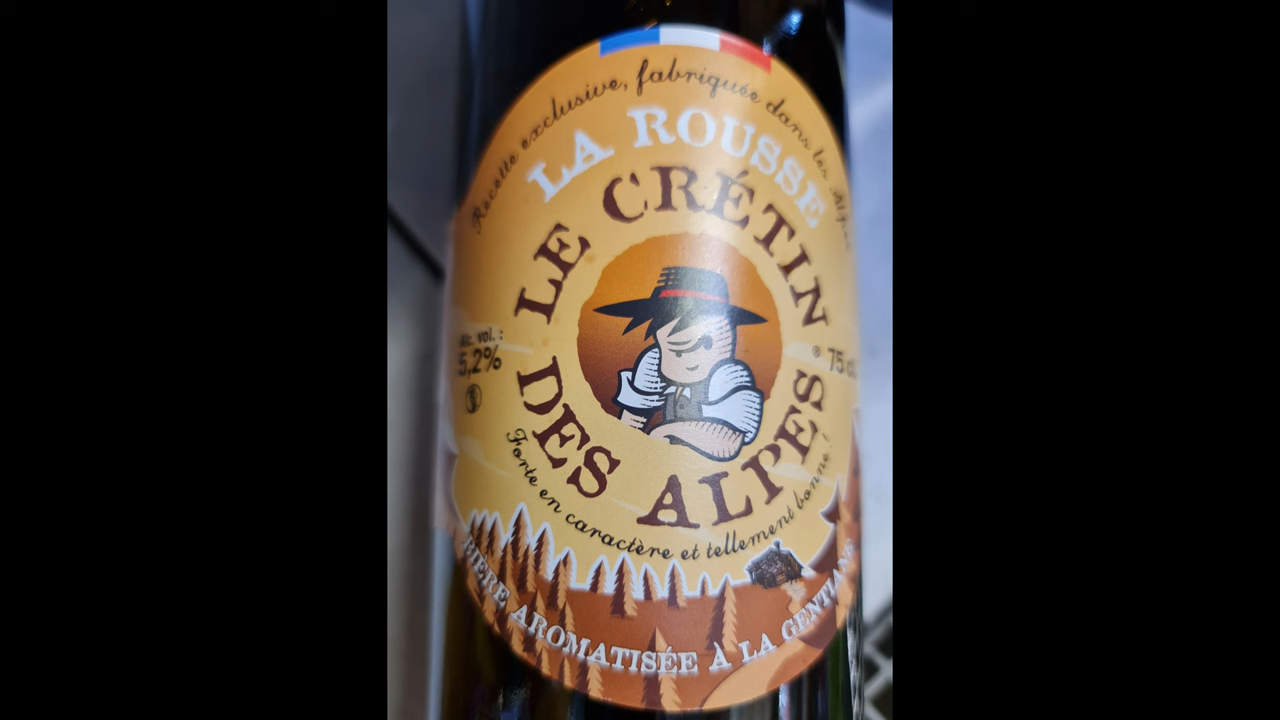 Recette exclusive, fabriquée dans les Alpes
LA ROUSSE
LE CRÉTIN
DES ALPES
®
Alc. vol. :
5,2%
75 cl
Forte en caractère et tellement bonne !
BIÈRE AROMATISÉE À LA GENTIANE